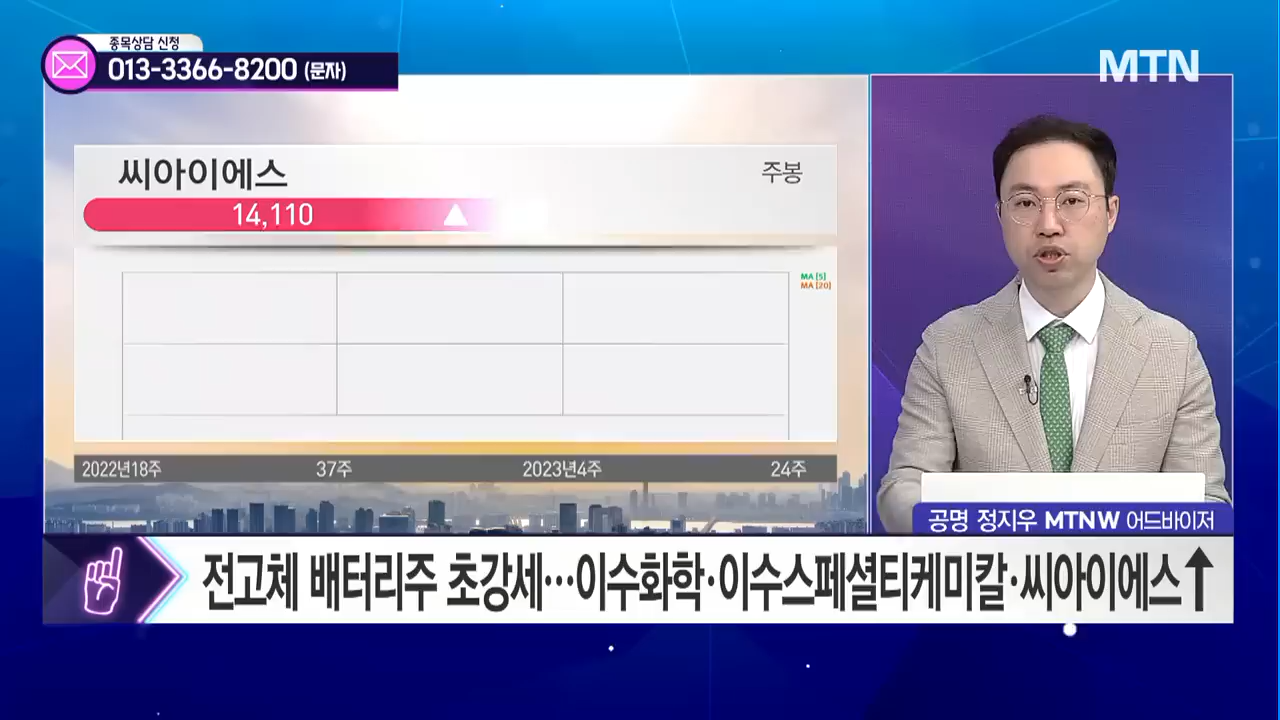 종목상담 신청
013-3366-8200 (문자)
MTN
씨아이에스
주봉
14,110
MA [5]
MA [20]
2022년18주 37주 2023년4주 24주
공명 정지우 MTNW 어드바이저
전고체 배터리주 초강세···이수화학·이수스페셜티케미칼·씨아이에스↑